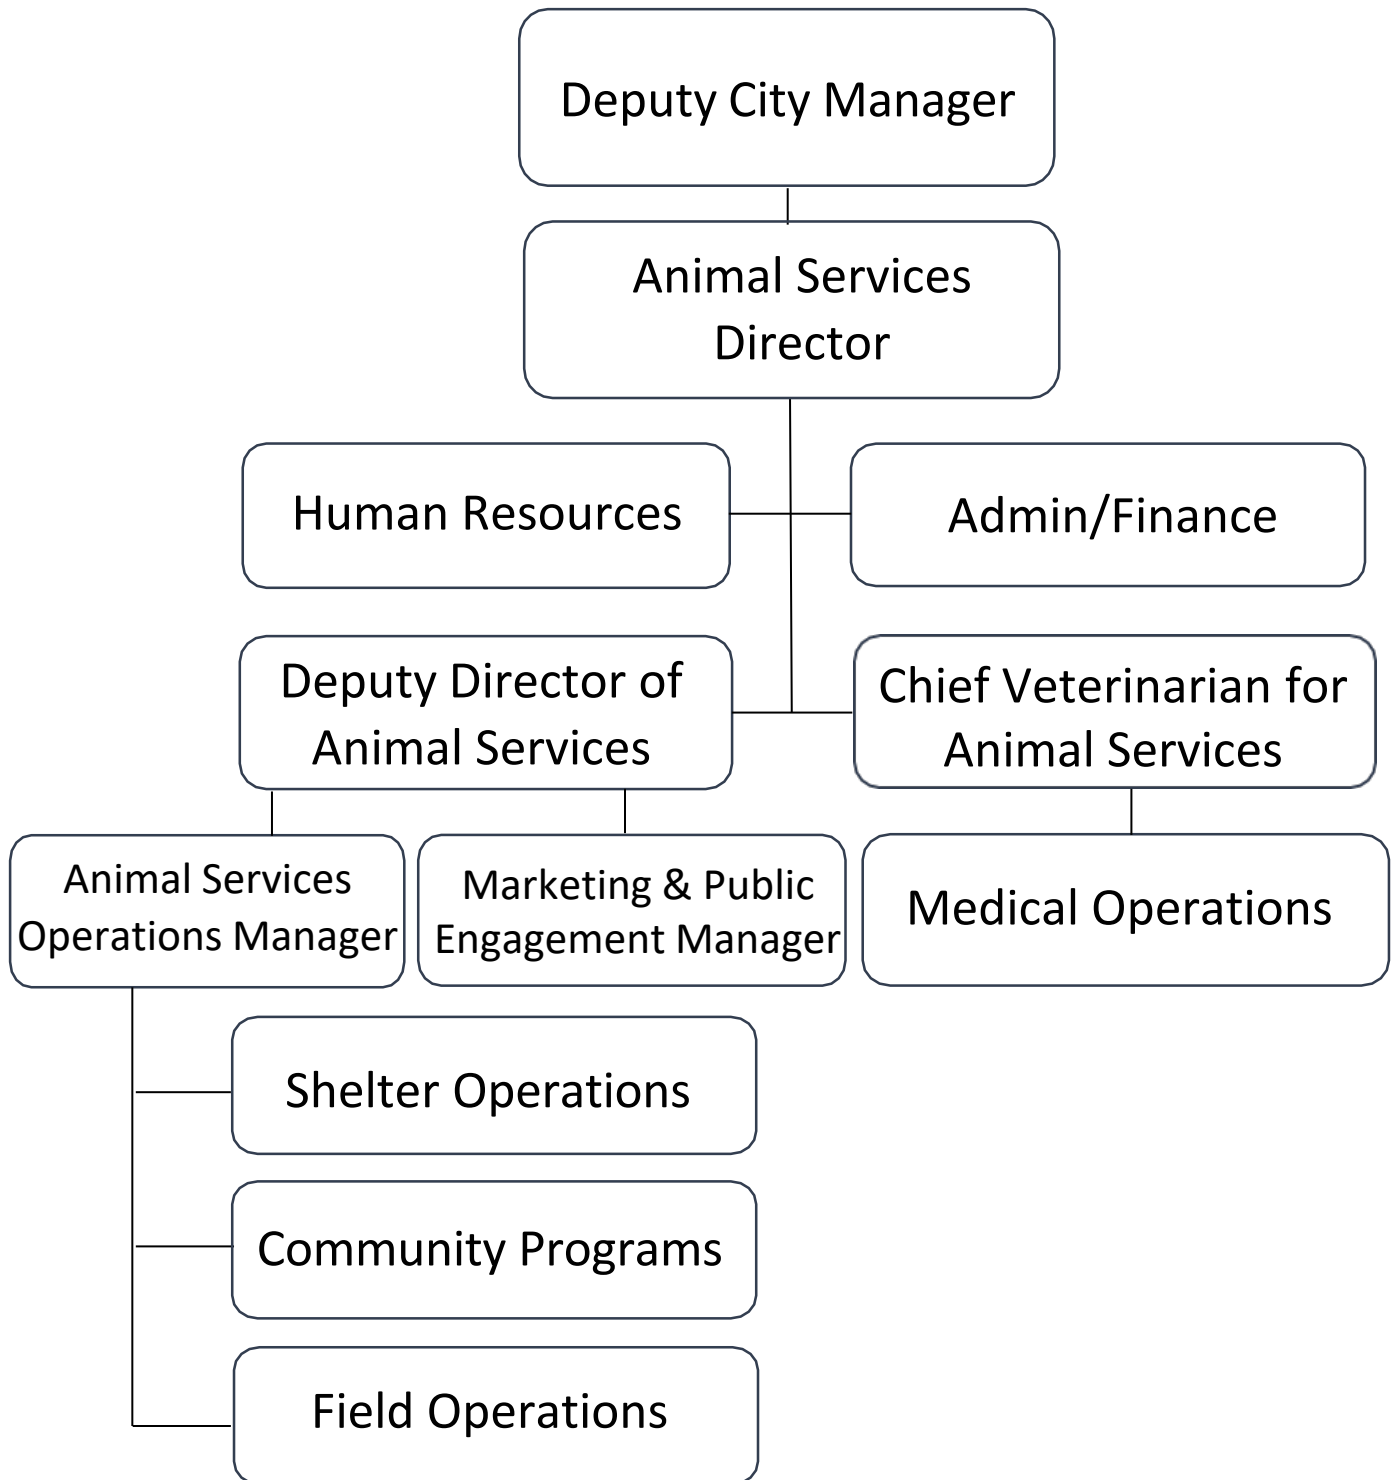 Deputy City Manager
Animal Services
Director
Human Resources
Admin/Finance
Deputy Director of
Animal Services
Chief Veterinarian for
Animal Services
Animal Services
Operations Manager
Marketing & Public
Engagement Manager
Medical Operations
Shelter Operations
Community Programs
Field Operations